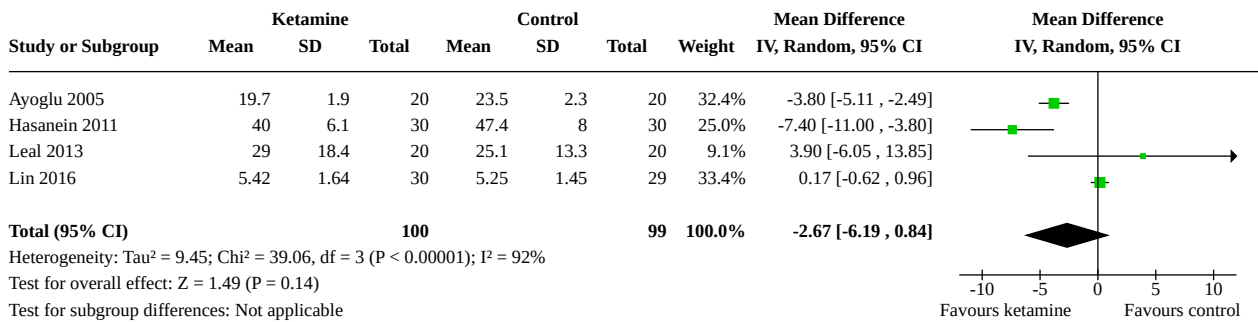 Ketamine Control Mean Difference Mean Difference
Study or Subgroup Mean SD Total Mean SD Total Weight IV, Random, 95% CI IV, Random, 95% CI
Ayoglu 2005 19.7 1.9 20 23.5 2.3 20 32.4% -3.80 [-5.11 , -2.49]
Hasanein 2011 40 6.1 30 47.4 8 30 25.0% -7.40 [-11.00 , -3.80]
Leal 2013 29 18.4 20 25.1 13.3 20 9.1% 3.90 [-6.05 , 13.85]
Lin 2016 5.42 1.64 30 5.25 1.45 29 33.4% 0.17 [-0.62 , 0.96]
Total (95% CI) 100 99 100.0% -2.67 [-6.19 , 0.84]
Heterogeneity: Tau² = 9.45; Chi² = 39.06, df = 3 (P < 0.00001); I² = 92%
Test for overall effect: Z = 1.49 (P = 0.14)
Test for subgroup differences: Not applicable
-10 -5 0 5 10
Favours ketamine Favours control